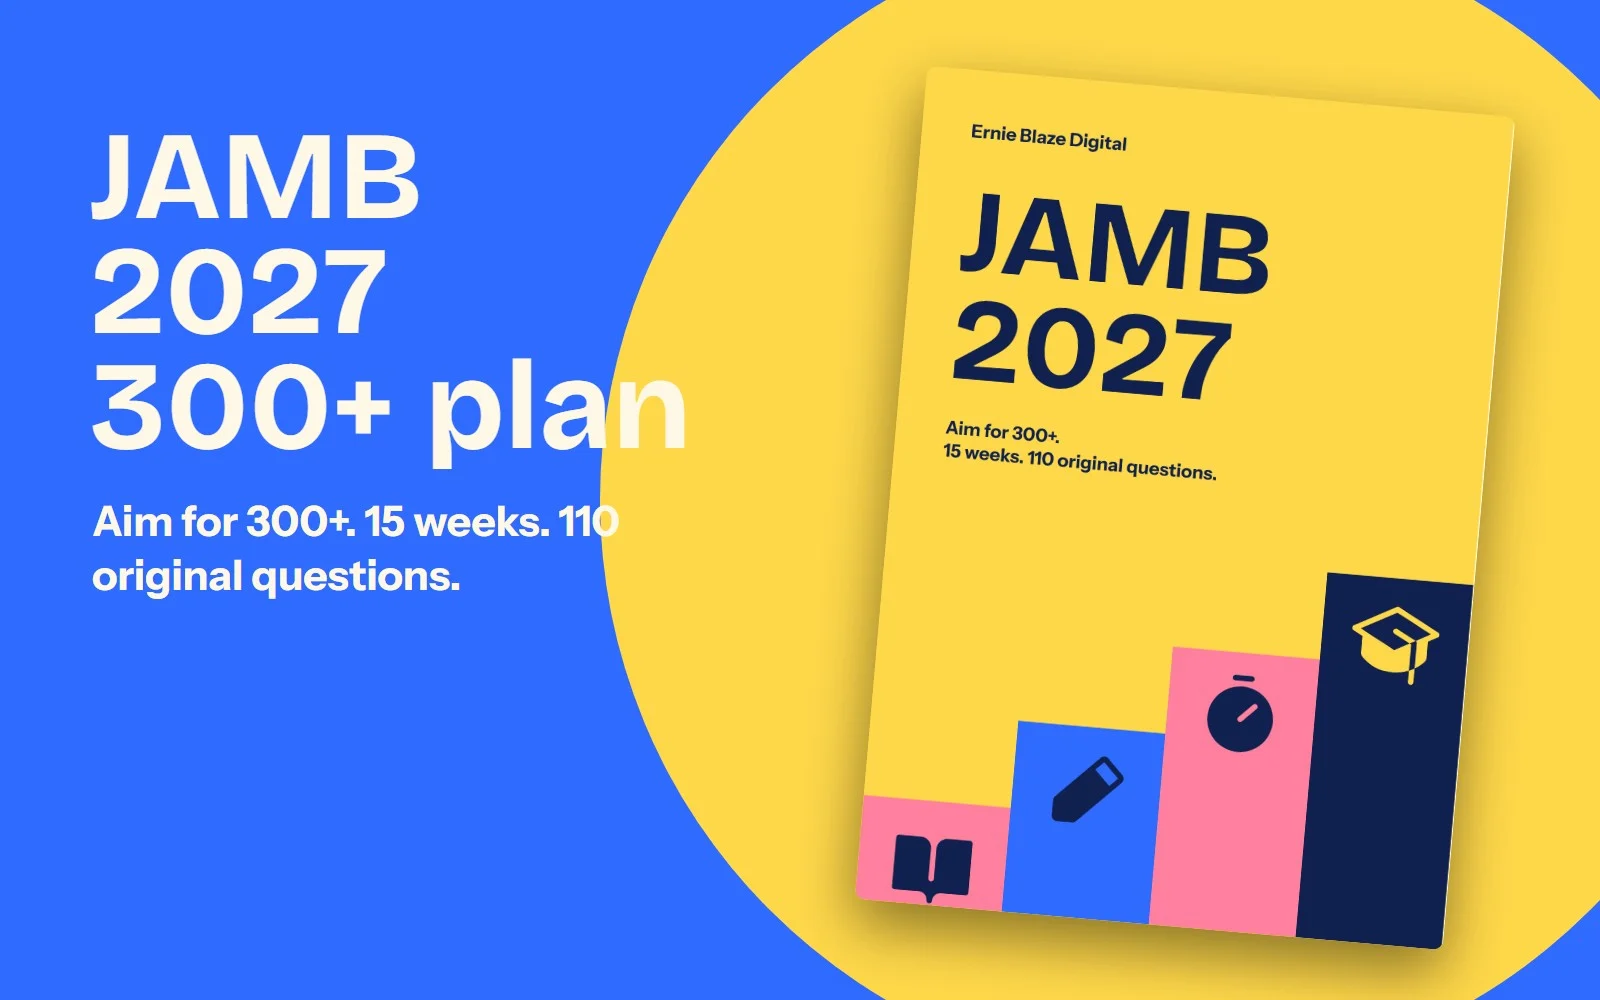 JAMB
2027
300+ plan
Aim for 300+. 15 weeks. 110
original questions.
Ernie Blaze Digital
JAMB
2027
Aim for 300+.
15 weeks. 110 original questions.